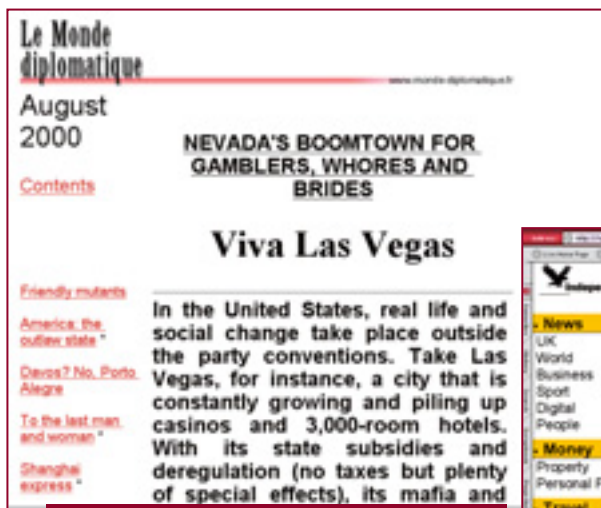 Le Monde
diplomatique
www.monde-diplomatique.fr
August
2000
Contents
Friendly mutants
America: the
outlaw state *
Davos? No, Porto
Alegre
To the last man
and woman *
Shanghai
express *
NEVADA'S BOOMTOWN FOR
GAMBLERS, WHORES AND
BRIDES
Viva Las Vegas
In the United States, real life and
social change take place outside
the party conventions. Take Las
Vegas, for instance, a city that is
constantly growing and piling up
casinos and 3,000-room hotels.
With its state subsidies and
deregulation (no taxes but plenty
of special effects), its mafia and
News
UK
World
Business
Sport
Digital
People
Money
Property
Personal
Travel